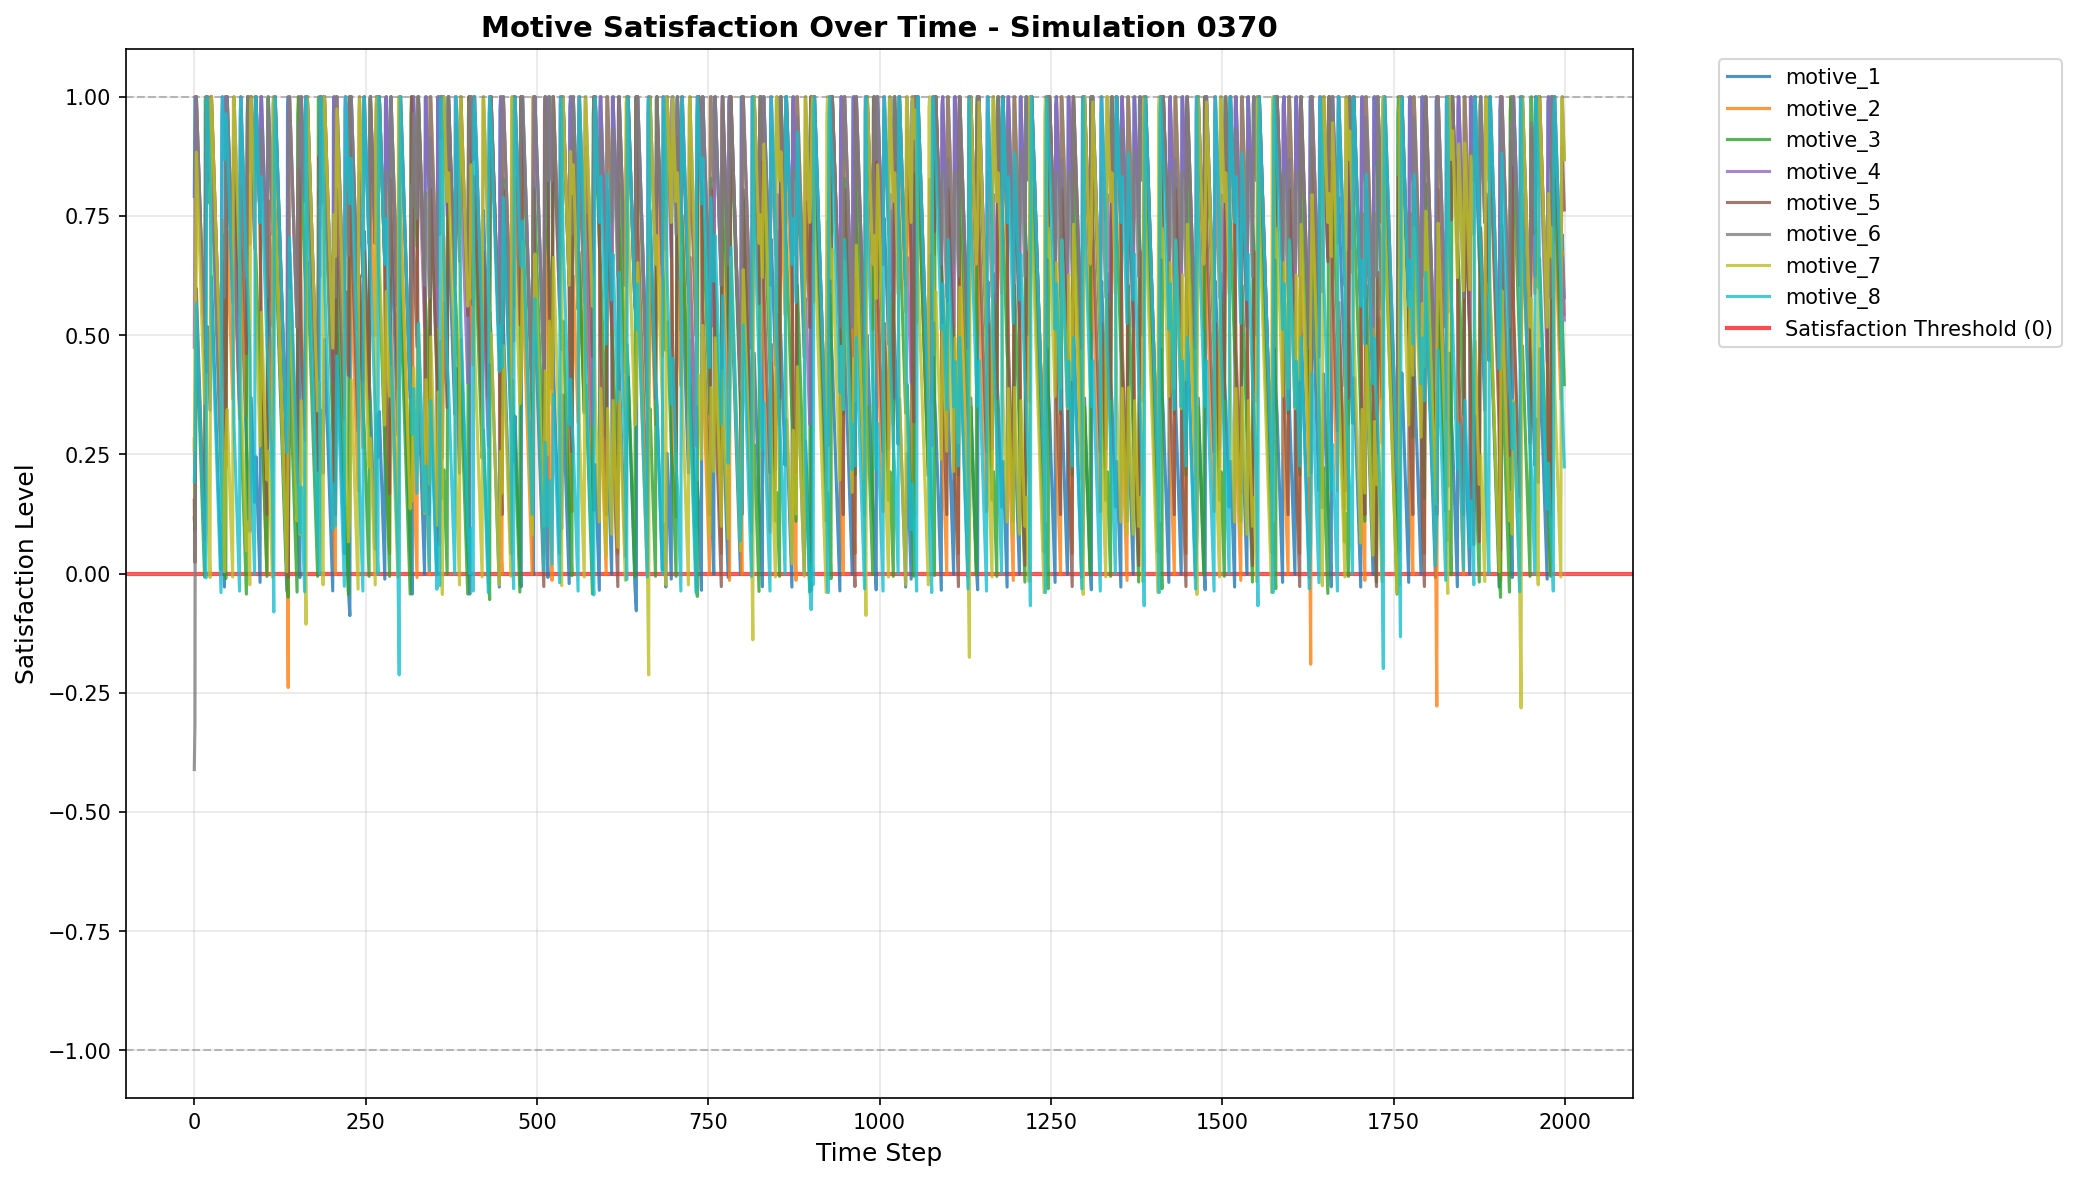 Motive Satisfaction Over Time - Simulation 0370
1.00
0.75
0.50
0.25
0.00
−0.25
−0.50
−0.75
−1.00
Satisfaction Level
0 250 500 750 1000 1250 1500 1750 2000
Time Step
motive_1
motive_2
motive_3
motive_4
motive_5
motive_6
motive_7
motive_8
Satisfaction Threshold (0)